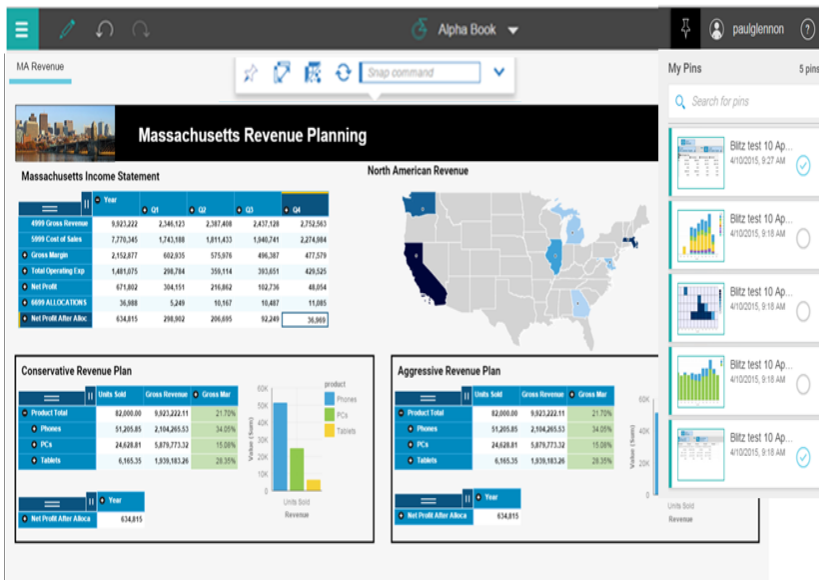 Alpha Book
paulglennon
?
MA Revenue
Snap command
My Pins
5 pins
Search for pins
Massachusetts Revenue Planning
Massachusetts Income Statement
North American Revenue
Year
Q1 Q2 Q3 Q4
4999 Gross Revenue 9,923,222 2,346,123 2,387,408 2,437,128 2,752,563
5999 Cost of Sales 7,770,345 1,743,188 1,811,433 1,940,741 2,274,984
Gross Margin 2,152,877 602,935 575,976 496,387 477,579
Total Operating Exp 1,481,075 298,784 359,114 393,651 429,525
Net Profit 671,802 304,151 216,862 102,736 48,054
6699 ALLOCATIONS 36,988 5,249 10,167 10,487 11,085
Net Profit After Alloc 634,815 298,902 206,695 92,249 36,969
Blitz test 10 Ap...
4/10/2015, 9:27 AM
Blitz test 10 Ap...
4/10/2015, 9:18 AM
Blitz test 10 Ap...
4/10/2015, 9:18 AM
Blitz test 10 Ap...
4/10/2015, 9:18 AM
Blitz test 10 Ap...
4/10/2015, 9:18 AM
Conservative Revenue Plan
Units Sold Gross Revenue Gross Mar
Product Total 82,000.00 9,923,222.11 21.70%
Phones 51,205.85 2,104,265.53 34.05%
PCs 24,628.81 5,879,773.32 15.08%
Tablets 6,165.35 1,939,183.26 28.35%
Year
Net Profit After Alloca 634,815
product
Phones
PCs
Tablets
Value (Sum)
60K
50K
40K
30K
20K
10K
0
Units Sold
Revenue
Aggressive Revenue Plan
Units Sold Gross Revenue Gross Mar
Product Total 82,000.00 9,923,222.11 21.70%
Phones 51,205.85 2,104,265.53 34.05%
PCs 24,628.81 5,879,773.32 15.08%
Tablets 6,165.35 1,939,183.26 28.35%
Year
Net Profit After Alloca 634,815
Value (Sum)
60K
40K
20K
0
Units Sold
Revenue